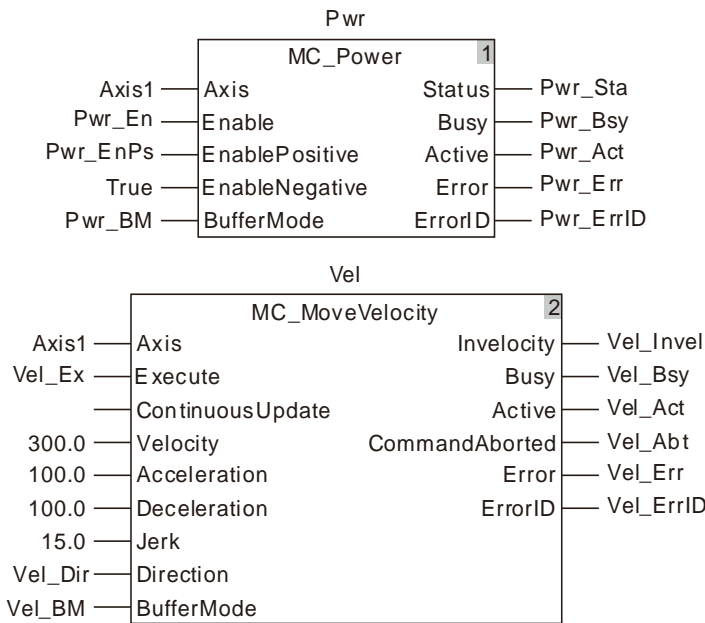 Pwr
MC_Power 1
Axis1 Axis Status Pwr_Sta
Pwr_En Enable Busy Pwr_Bsy
Pwr_EnPs EnablePositive Active Pwr_Act
True EnableNegative Error Pwr_Err
Pwr_BM BufferMode ErrorID Pwr_ErrID
Vel
MC_MoveVelocity 2
Axis1 Axis Invelocity Vel_Invel
Vel_Ex Execute Busy Vel_Bsy
ContinuousUpdate Active Vel_Act
300.0 Velocity CommandAborted Vel_Abt
100.0 Acceleration Error Vel_Err
100.0 Deceleration ErrorID Vel_ErrID
15.0 Jerk
Vel_Dir Direction
Vel_BM BufferMode